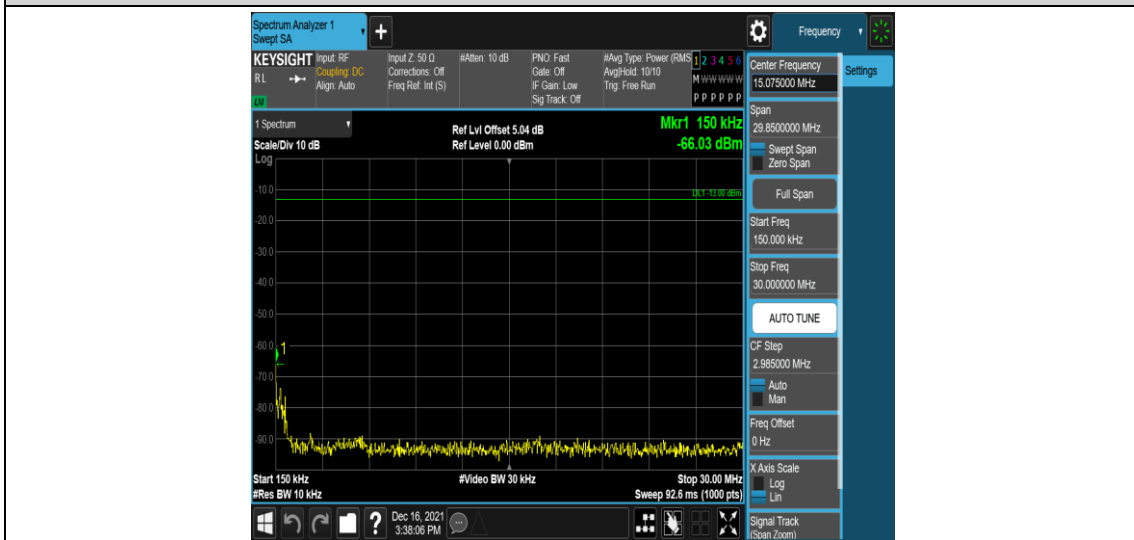 Spectrum Analyzer 1
Swept SA
+
Frequency
KEYSIGHT
RL
LXI
Input: RF
Coupling: DC
Align: Auto
Input Z: 50 Ω
Corrections: Off
Freq Ref: Int (S)
#Atten: 10 dB
PNO: Fast
Gate: Off
IF Gain: Low
Sig Track: Off
#Avg Type: Power (RMS
Avg|Hold: 10/10
Trig: Free Run
1 2 3 4 5 6
M W W W W W
P P P P P P
1 Spectrum
Scale/Div 10 dB
Log
Ref Lvl Offset 5.04 dB
Ref Level 0.00 dBm
Mkr1 150 kHz
-66.03 dBm
DL1 -13.00 dBm
-10.0
-20.0
-30.0
-40.0
-50.0
-60.0
1
-70.0
-80.0
-90.0
Start 150 kHz
#Res BW 10 kHz
#Video BW 30 kHz
Stop 30.00 MHz
Sweep 92.6 ms (1000 pts)
Dec 16, 2021
3:38:06 PM
?
Center Frequency
15.075000 MHz
Settings
Span
29.8500000 MHz
Swept Span
Zero Span
Full Span
Start Freq
150.000 kHz
Stop Freq
30.000000 MHz
AUTO TUNE
CF Step
2.985000 MHz
Auto
Man
Freq Offset
0 Hz
X Axis Scale
Log
Lin
Signal Track
(Span Zoom)